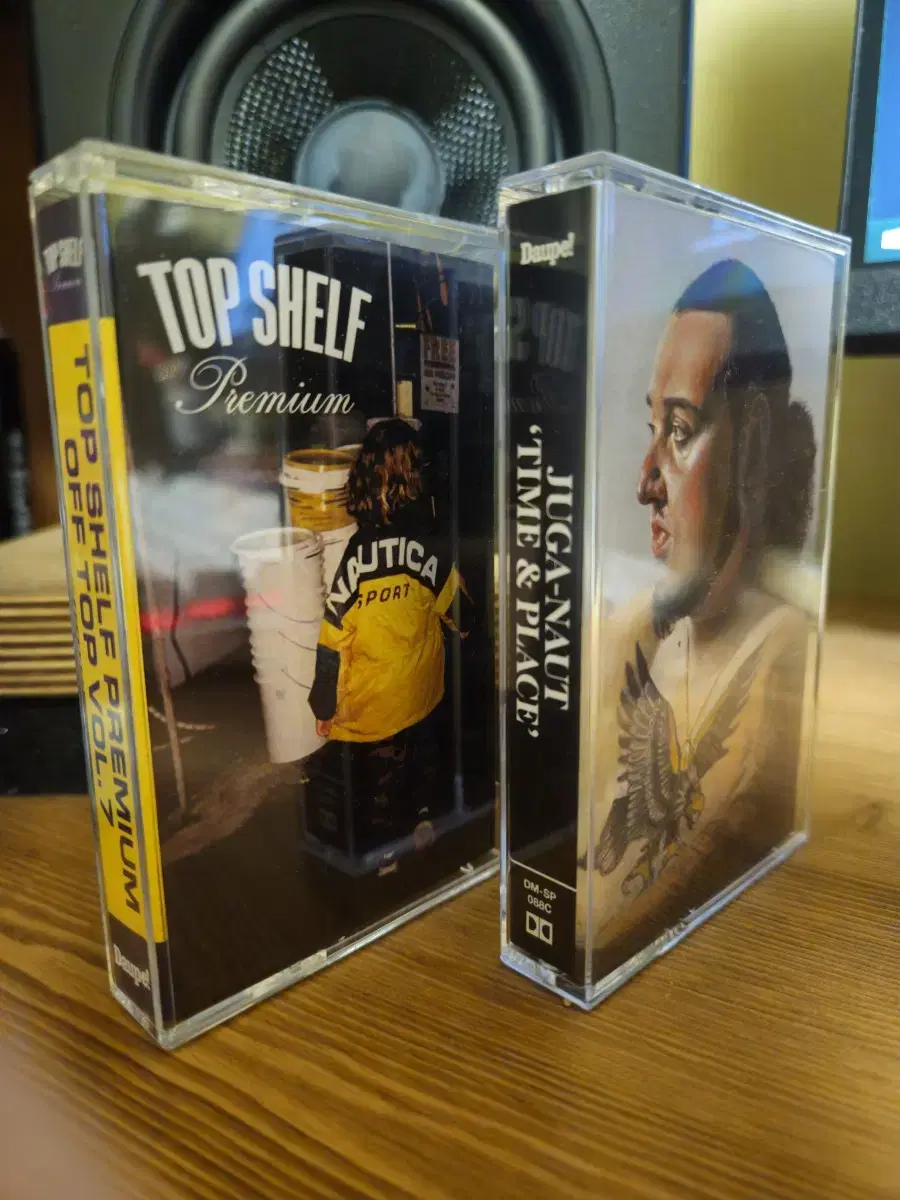 TOP SHELF
Premium
TOP SHELF PREMIUM
OFF TOP VOL. 7
Daupe!
TOP SHELF
Premium
FREE
NAUTICA
SPORT
Daupe!
JUGA-NAUT
'TIME & PLACE'
DM-SP
088C